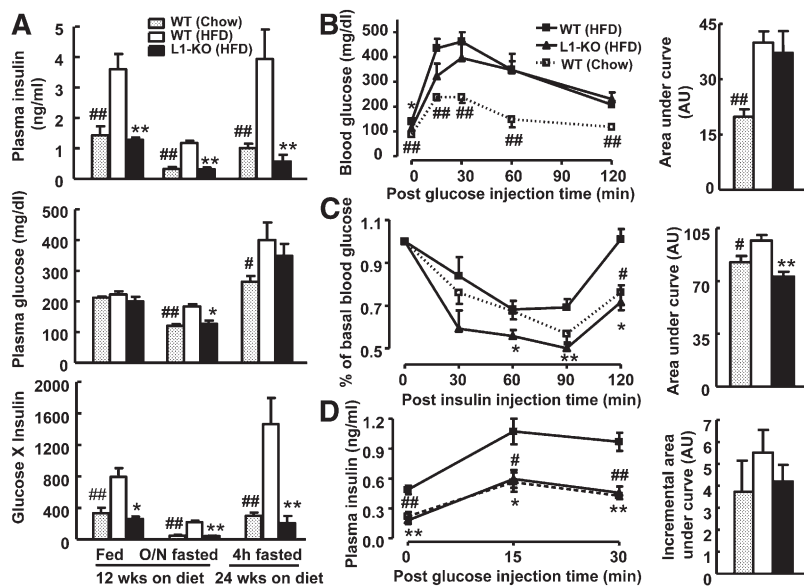 A
WT (Chow)
WT (HFD)
L1-KO (HFD)
Plasma insulin
(ng/ml)
5
4
3
2
1
0
##
**
##
**
##
**
Plasma glucose (mg/dl)
500
400
300
200
100
0
##
*
#
Glucose X Insulin
2000
1600
1200
800
400
0
##
*
##
**
##
**
Fed O/N fasted 4h fasted
12 wks on diet 24 wks on diet
B
Blood glucose (mg/dl)
500
400
300
200
100
0
WT (HFD)
L1-KO (HFD)
WT (Chow)
*
##
## ##
##
##
0 30 60 90 120
Post glucose injection time (min)
Area under curve
(AU)
45
30
15
0
##
C
% of basal blood glucose
1.1
0.9
0.7
0.5
#
*
**
*
0 30 60 90 120
Post insulin injection time (min)
Area under curve (AU)
105
70
35
0
#
**
D
Plasma insulin (ng/ml)
1.2
0.9
0.6
0.3
0.0
##
**
#
*
##
**
0 15 30
Post glucose injection time (min)
Incremental area
under curve (AU)
7
6
5
4
3
2
1
0